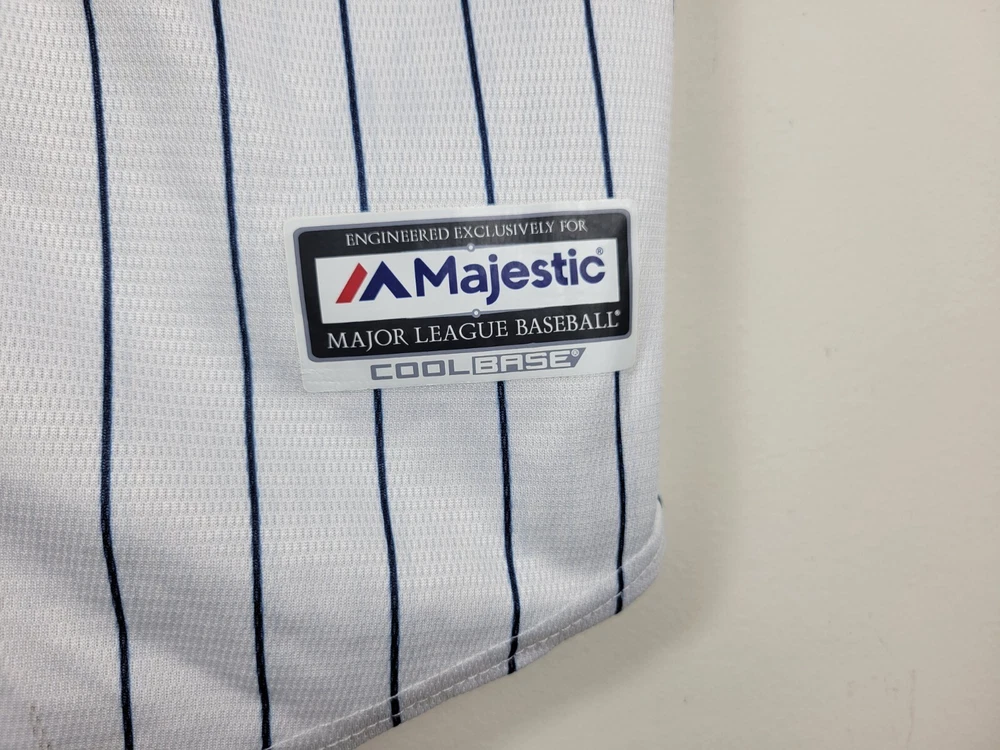 ENGINEERED EXCLUSIVELY FOR
Majestic®
MAJOR LEAGUE BASEBALL®
COOLBASE®